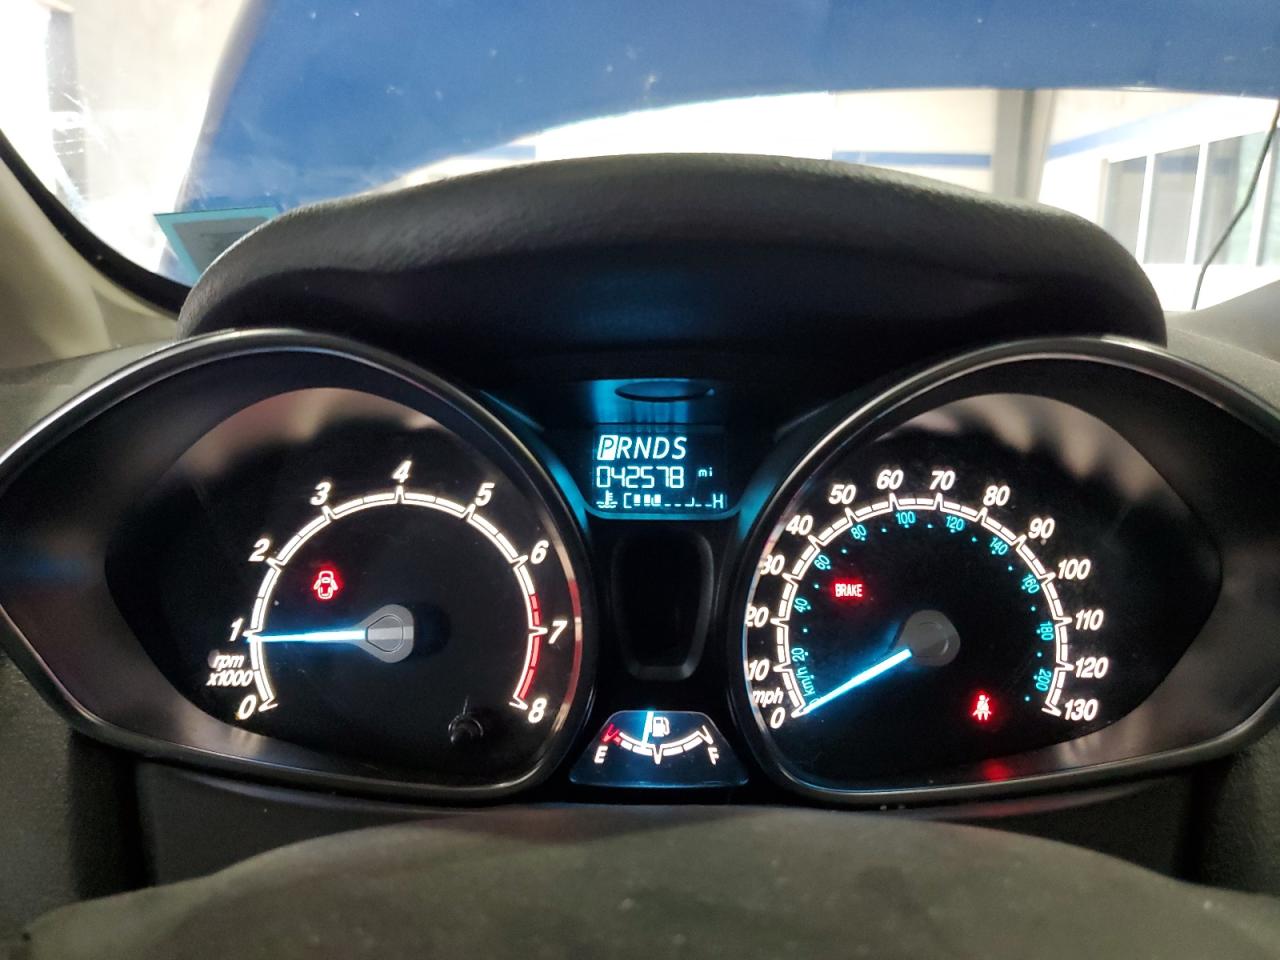 PRNDS
042578 mi
C H
1 2 3 4 5 6 7 8
rpm
x1000
0
E F
0 10 20 30 40 50 60 70 80 90 100 110 120 130
mph
20 40 60 80 100 120 140 160 180 200
km/h
BRAKE